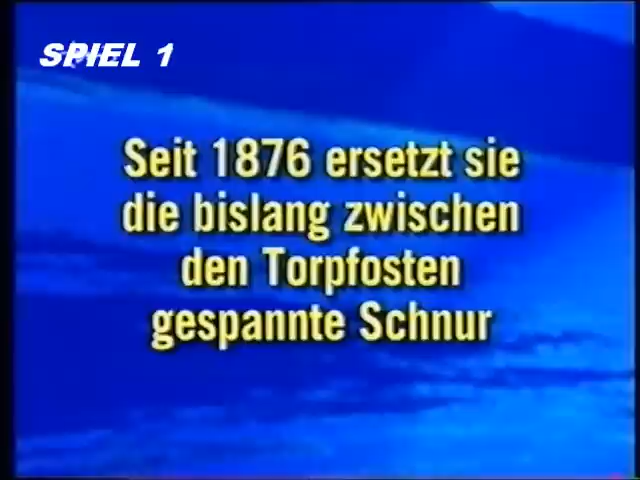 SPIEL 1
Seit 1876 ersetzt sie
die bislang zwischen
den Torpfosten
gespannte Schnur